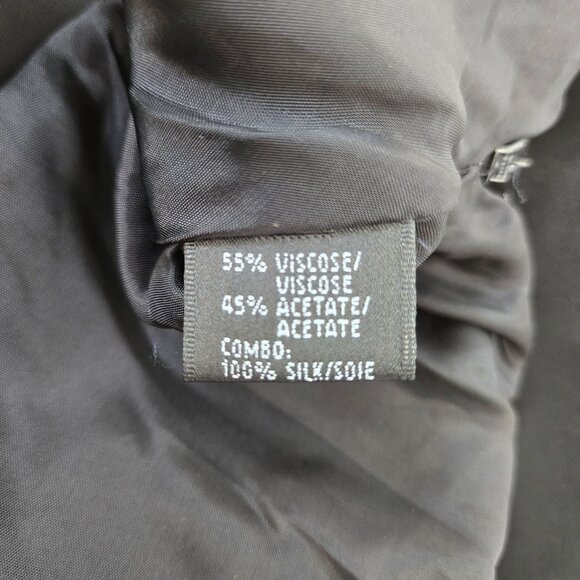 55% VISCOSE/
VISCOSE
45% ACETATE/
ACETATE
COMBO:
100% SILK/SOIE